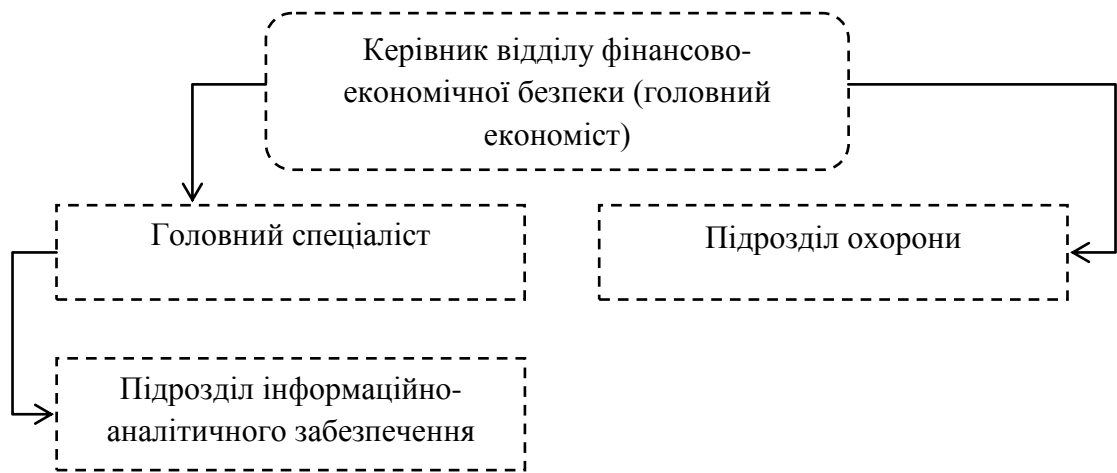 Керівник відділу фінансово-
економічної безпеки (головний
економіст)
Головний спеціаліст
Підрозділ охорони
Підрозділ інформаційно-
аналітичного забезпечення